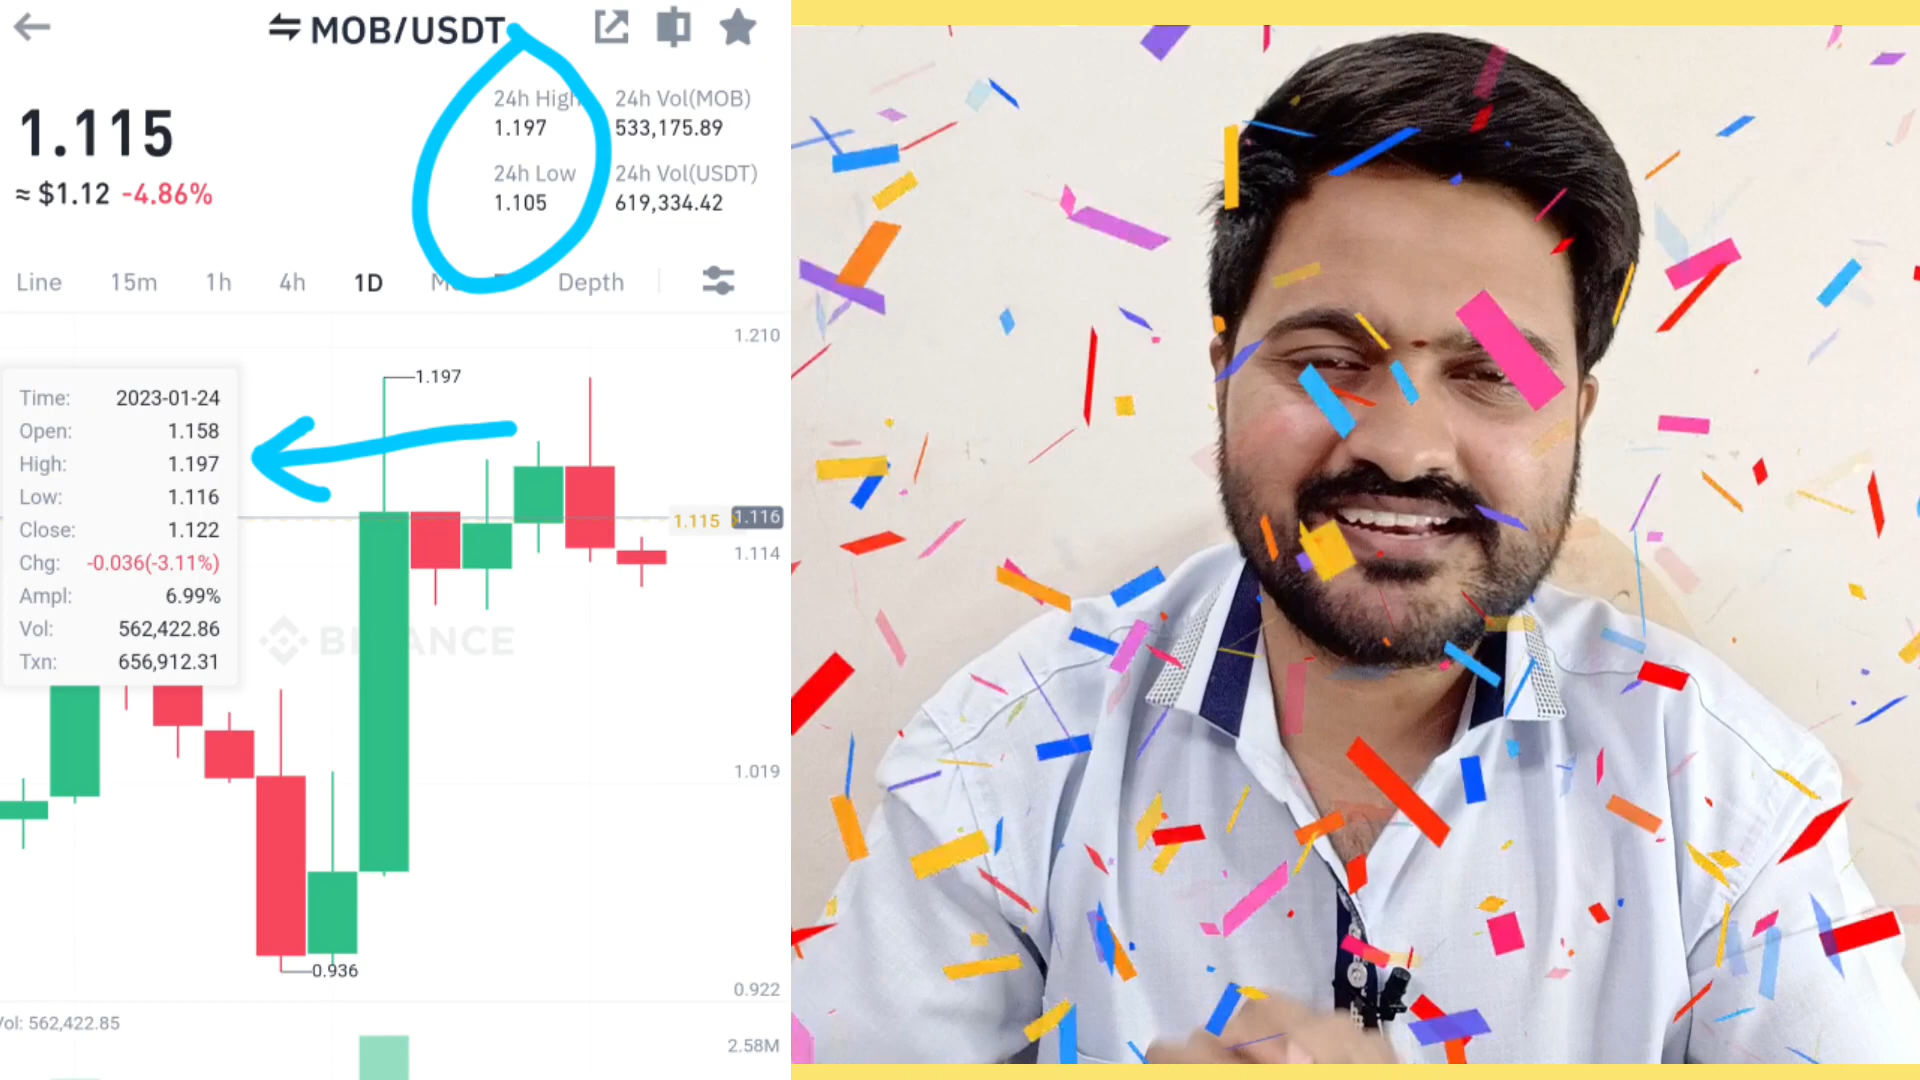 MOB/USDT
1.115
≈ $1.12 -4.86%
24h High
1.197
24h Low
1.105
24h Vol(MOB)
533,175.89
24h Vol(USDT)
619,334.42
Line 15m 1h 4h 1D Depth
1.210
Time: 2023-01-24
Open: 1.158
High: 1.197
Low: 1.116
Close: 1.122
Chg: -0.036(-3.11%)
Ampl: 6.99%
Vol: 562,422.86
Txn: 656,912.31
1.197
1.115 1.116
1.114
BINANCE
1.019
0.936
0.922
Vol: 562,422.85
2.58M